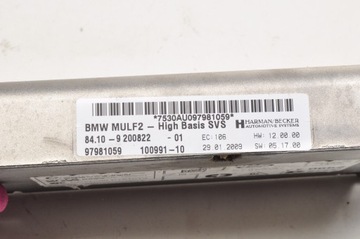 *7530AU097981059*
BMW MULF2 – High Basis SVS HARMAN/BECKER
AUTOMOTIVE SYSTEMS
84.10 – 9 200822 – 01 EC: 106 HW: 12.00.00
97981059 100991-10 29.01.2009 SW: 05.17.00